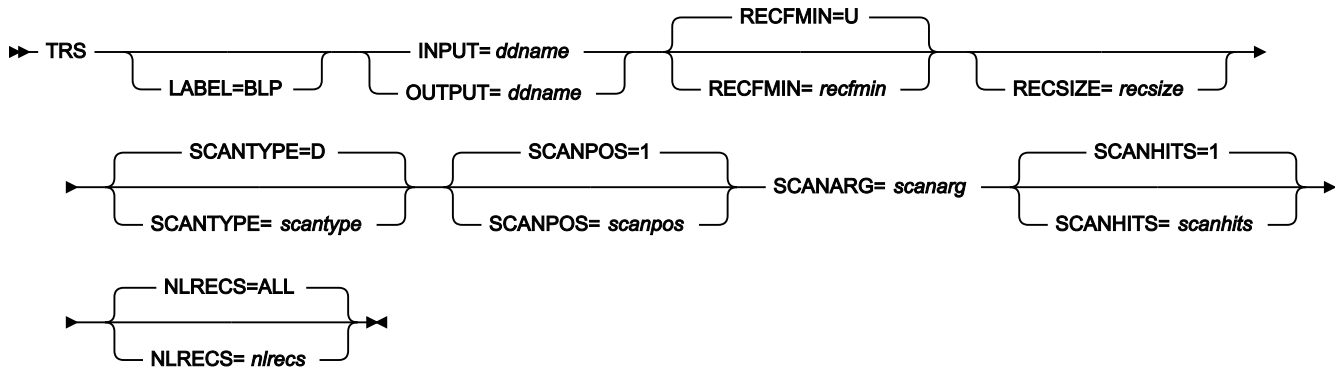 RECFMIN=U
TRS INPUT= ddname
LABEL=BLP OUTPUT= ddname RECFMIN= recfmin RECSIZE= recsize
SCANTYPE=D SCANPOS=1 SCANHITS=1
SCANARG= scanarg
SCANTYPE= scantype SCANPOS= scanpos SCANHITS= scanhits
NLRECS=ALL
NLRECS= nlrecs